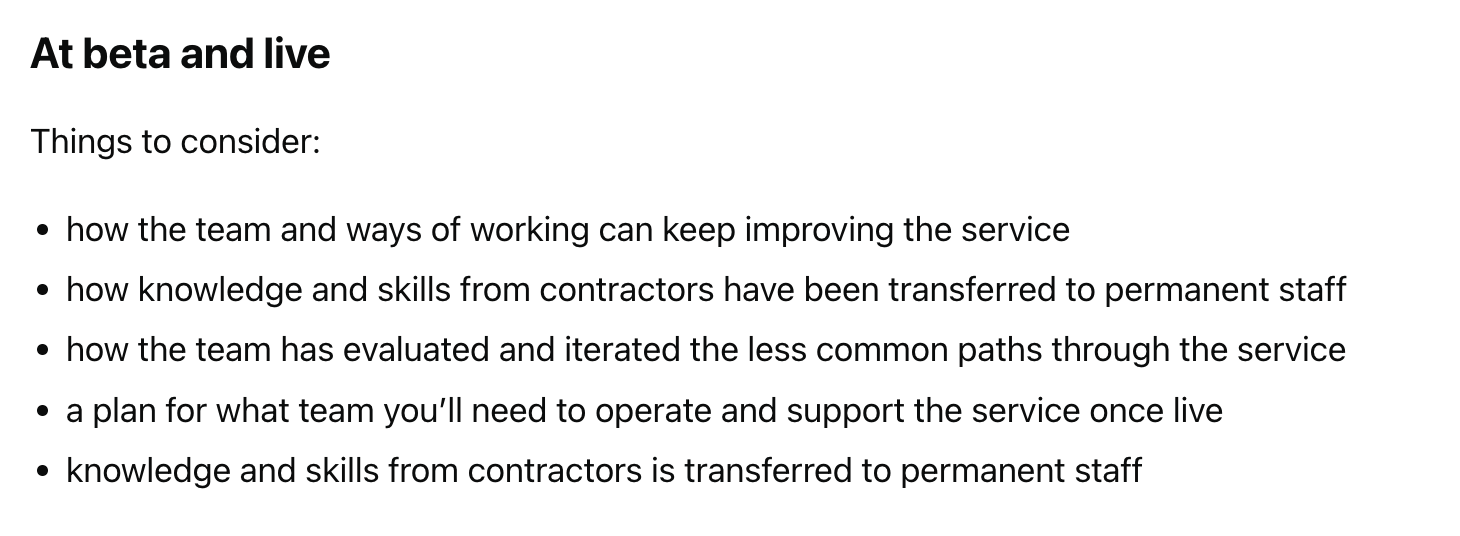 At beta and live
Things to consider:
• how the team and ways of working can keep improving the service
• how knowledge and skills from contractors have been transferred to permanent staff
• how the team has evaluated and iterated the less common paths through the service
• a plan for what team you’ll need to operate and support the service once live
• knowledge and skills from contractors is transferred to permanent staff